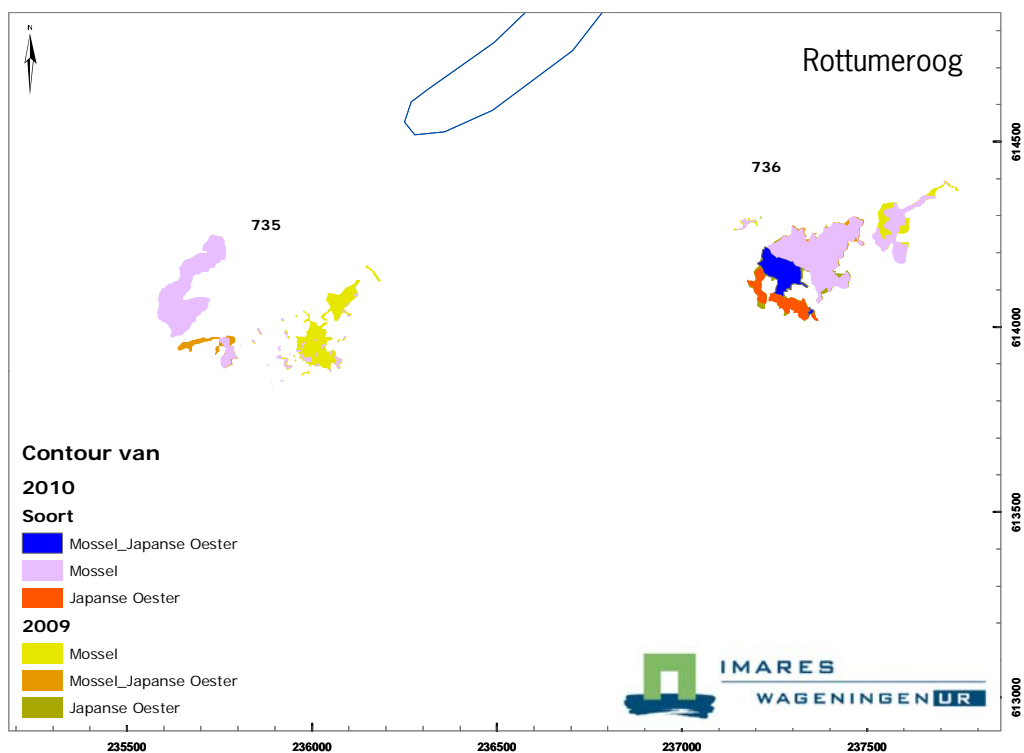 N
Rottumeroog
736
735
614500
614000
613500
613000
Contour van
2010
Soort
Mossel_Japanse Oester
Mossel
Japanse Oester
2009
Mossel
Mossel_Japanse Oester
Japanse Oester
IMARES
WAGENINGEN UR
235500 236000 236500 237000 237500